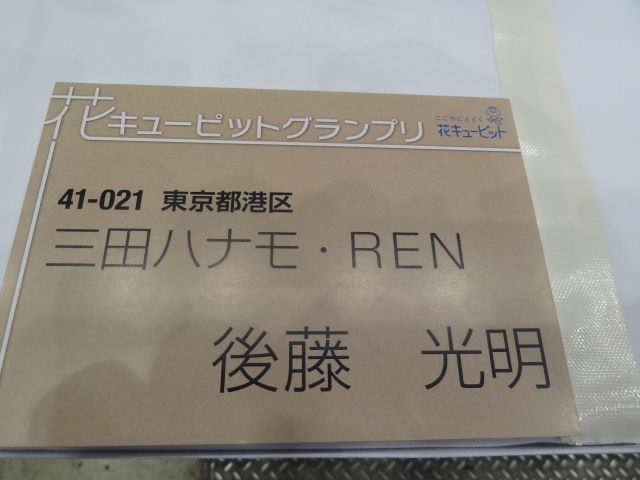 花キューピットグランプリ
こころにとどく
花キューピット
41-021 東京都港区
三田ハナモ・REN
後藤 光明